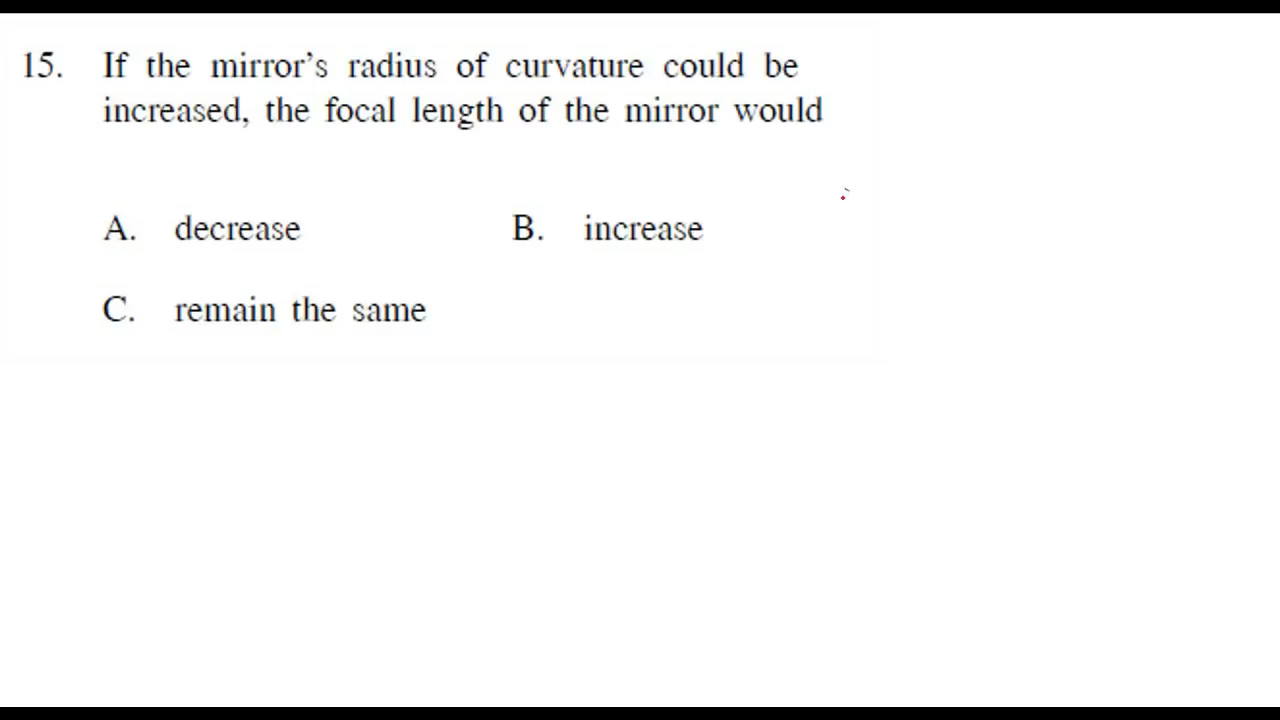 15. If the mirror's radius of curvature could be
increased, the focal length of the mirror would
A. decrease B. increase
C. remain the same